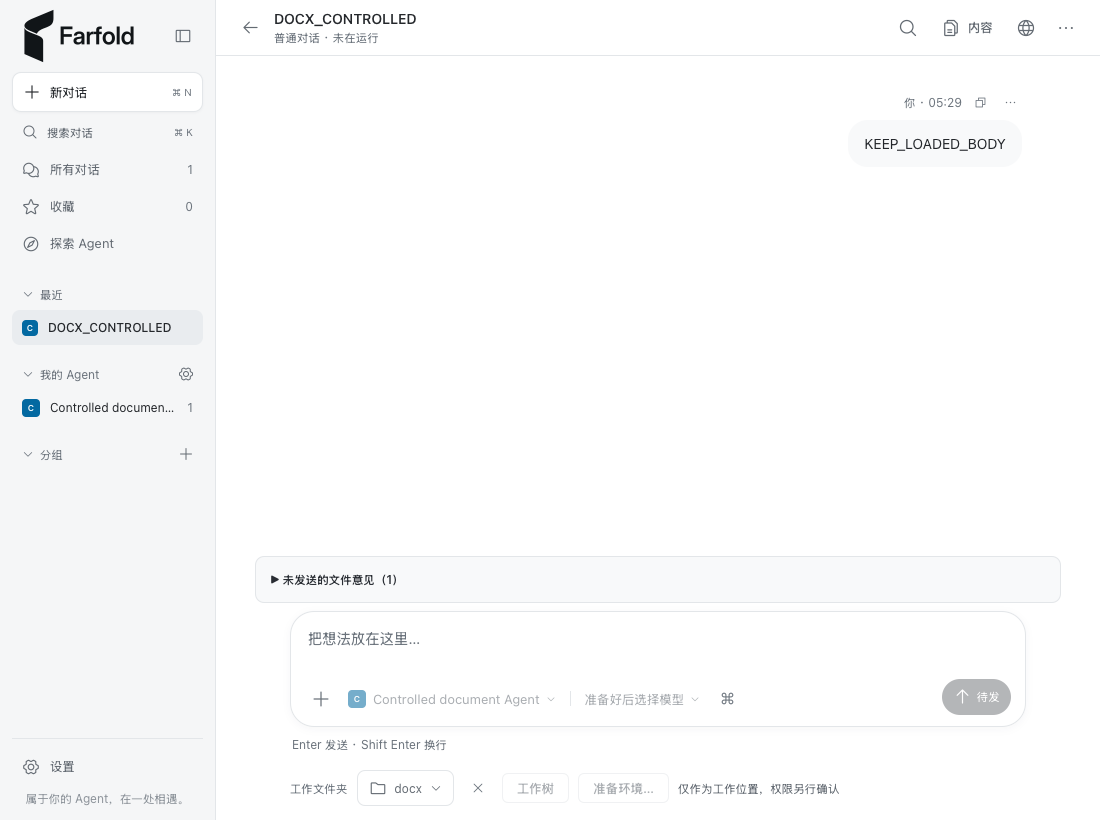 Farfold
新对话 ⌘ N
搜索对话 ⌘ K
所有对话 1
收藏 0
探索 Agent
最近
C DOCX_CONTROLLED
我的 Agent
C Controlled documen... 1
分组
设置
属于你的 Agent，在一处相遇。
DOCX_CONTROLLED
普通对话 · 未在运行
内容
你 · 05:29
KEEP_LOADED_BODY
未发送的文件意见（1）
把想法放在这里...
C Controlled document Agent
准备好后选择模型
⌘
待发
Enter 发送 · Shift Enter 换行
工作文件夹 docx 工作树 准备环境... 仅作为工作位置，权限另行确认